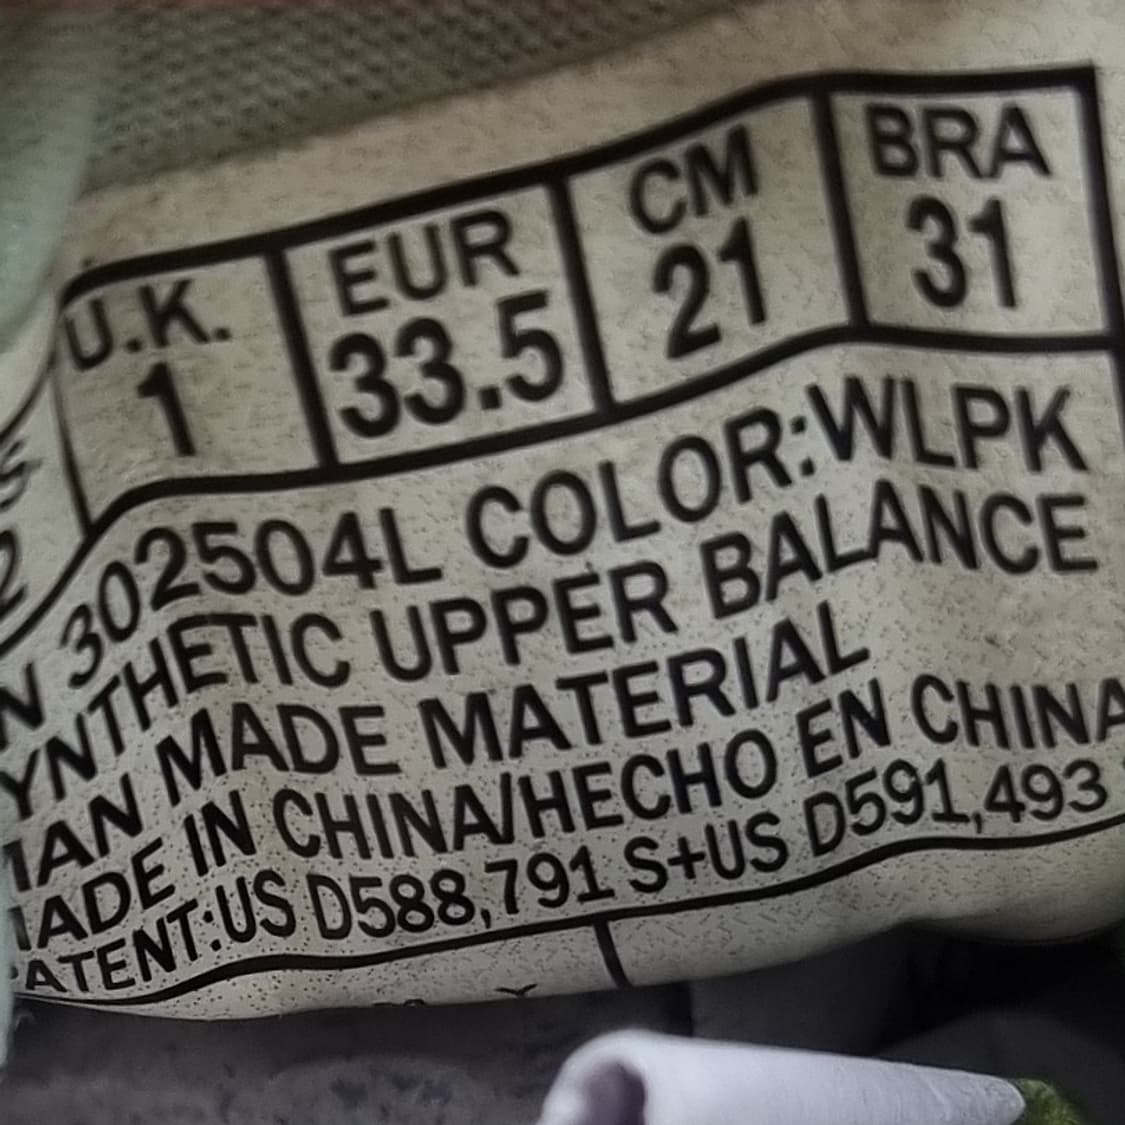 U.K. EUR CM BRA
1 33.5 21 31
N 302504L COLOR:WLPK
YNTHETIC UPPER BALANCE
MAN MADE MATERIAL
MADE IN CHINA/HECHO EN CHINA
PATENT:US D588,791 S+US D591,493